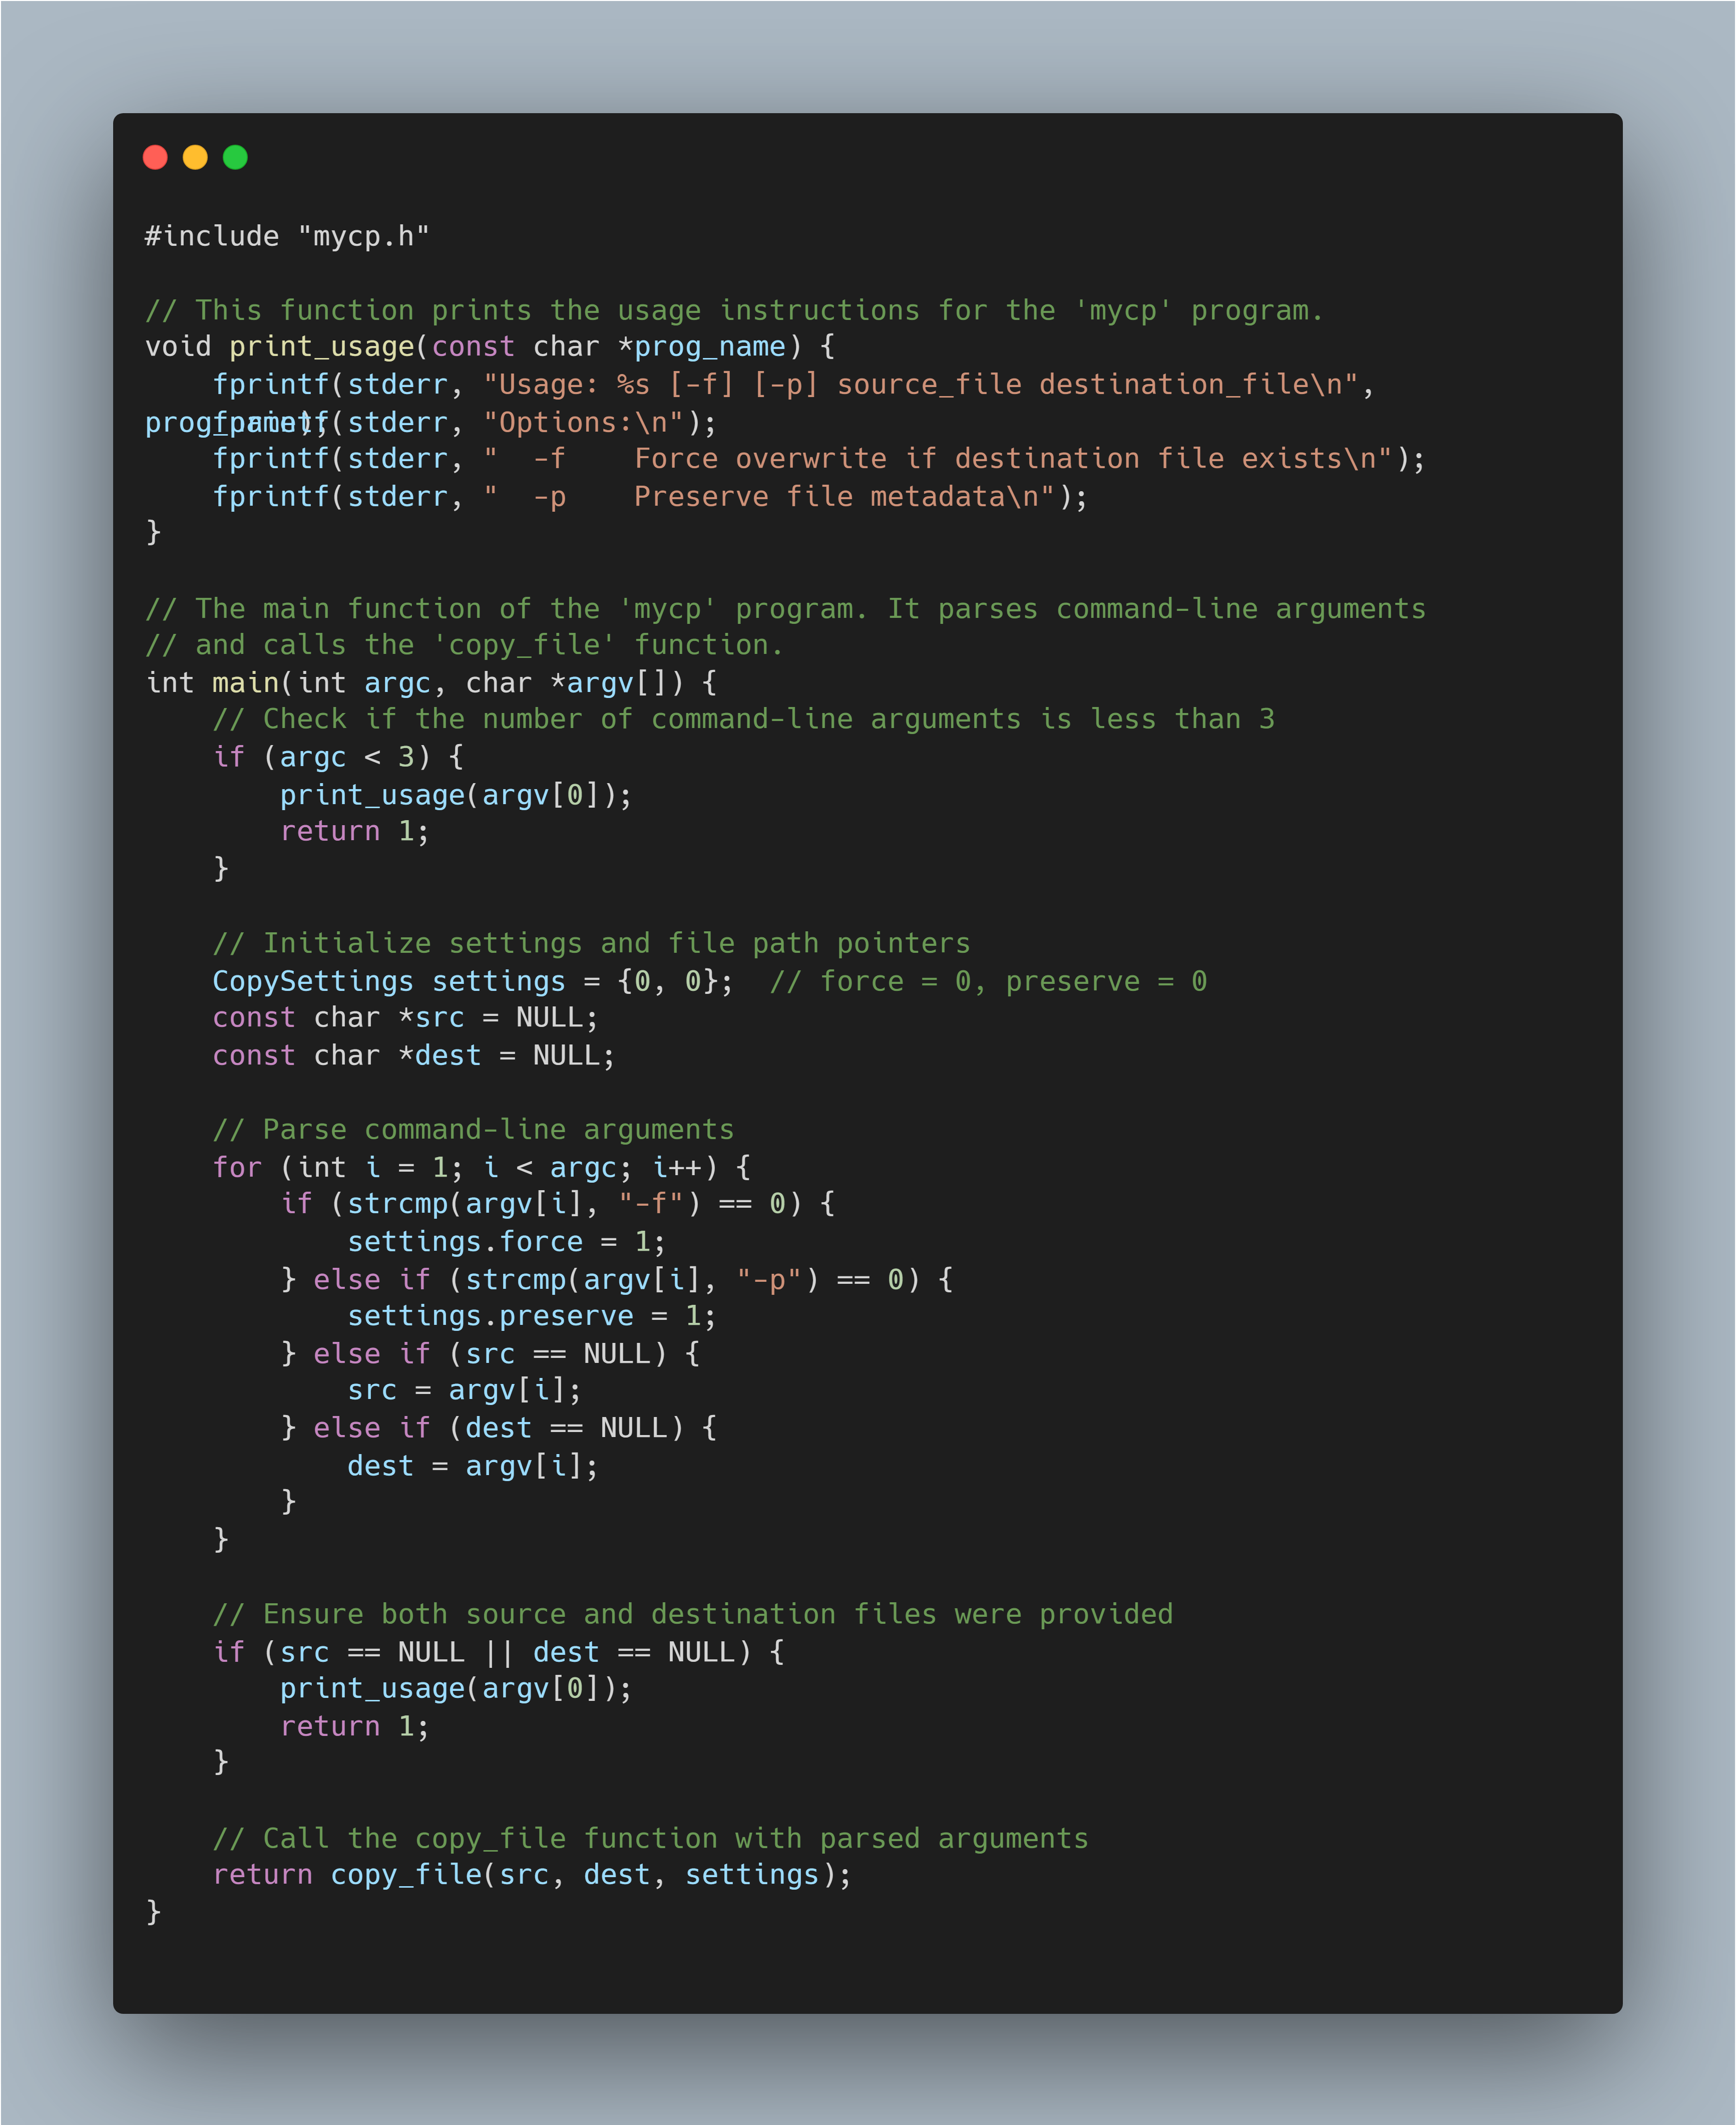 #include "mycp.h"

// This function prints the usage instructions for the 'mycp' program.
void print_usage(const char *prog_name) {
    fprintf(stderr, "Usage: %s [-f] [-p] source_file destination_file\n",
prog_name);
    fprintf(stderr, "Options:\n");
    fprintf(stderr, "  -f    Force overwrite if destination file exists\n");
    fprintf(stderr, "  -p    Preserve file metadata\n");
}

// The main function of the 'mycp' program. It parses command-line arguments
// and calls the 'copy_file' function.
int main(int argc, char *argv[]) {
    // Check if the number of command-line arguments is less than 3
    if (argc < 3) {
        print_usage(argv[0]);
        return 1;
    }

    // Initialize settings and file path pointers
    CopySettings settings = {0, 0};  // force = 0, preserve = 0
    const char *src = NULL;
    const char *dest = NULL;

    // Parse command-line arguments
    for (int i = 1; i < argc; i++) {
        if (strcmp(argv[i], "-f") == 0) {
            settings.force = 1;
        } else if (strcmp(argv[i], "-p") == 0) {
            settings.preserve = 1;
        } else if (src == NULL) {
            src = argv[i];
        } else if (dest == NULL) {
            dest = argv[i];
        }
    }

    // Ensure both source and destination files were provided
    if (src == NULL || dest == NULL) {
        print_usage(argv[0]);
        return 1;
    }

    // Call the copy_file function with parsed arguments
    return copy_file(src, dest, settings);
}